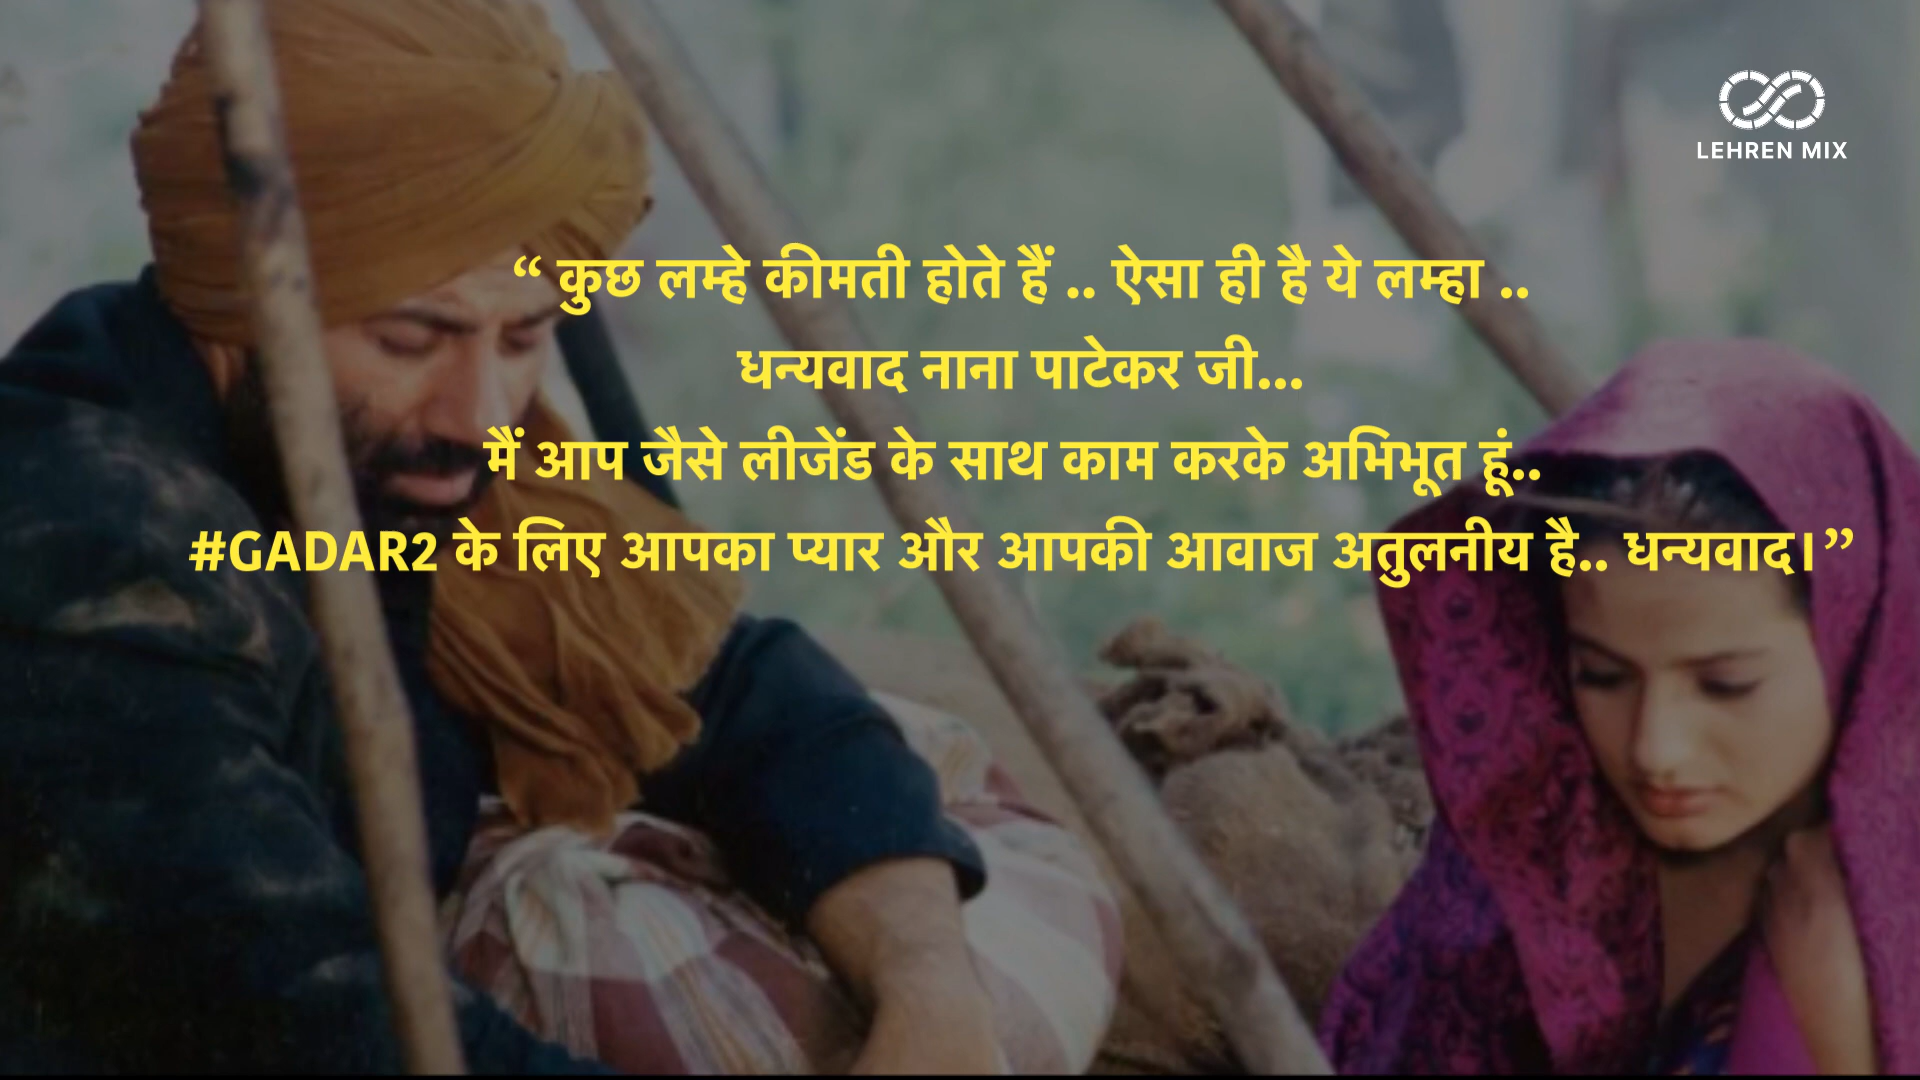 LEHREN MIX
“ कुछ लम्हे कीमती होते हैं .. ऐसा ही है ये लम्हा ..
धन्यवाद नाना पाटेकर जी...
मैं आप जैसे लीजेंड के साथ काम करके अभिभूत हूं..
#GADAR2 के लिए आपका प्यार और आपकी आवाज अतुलनीय है.. धन्यवाद।”